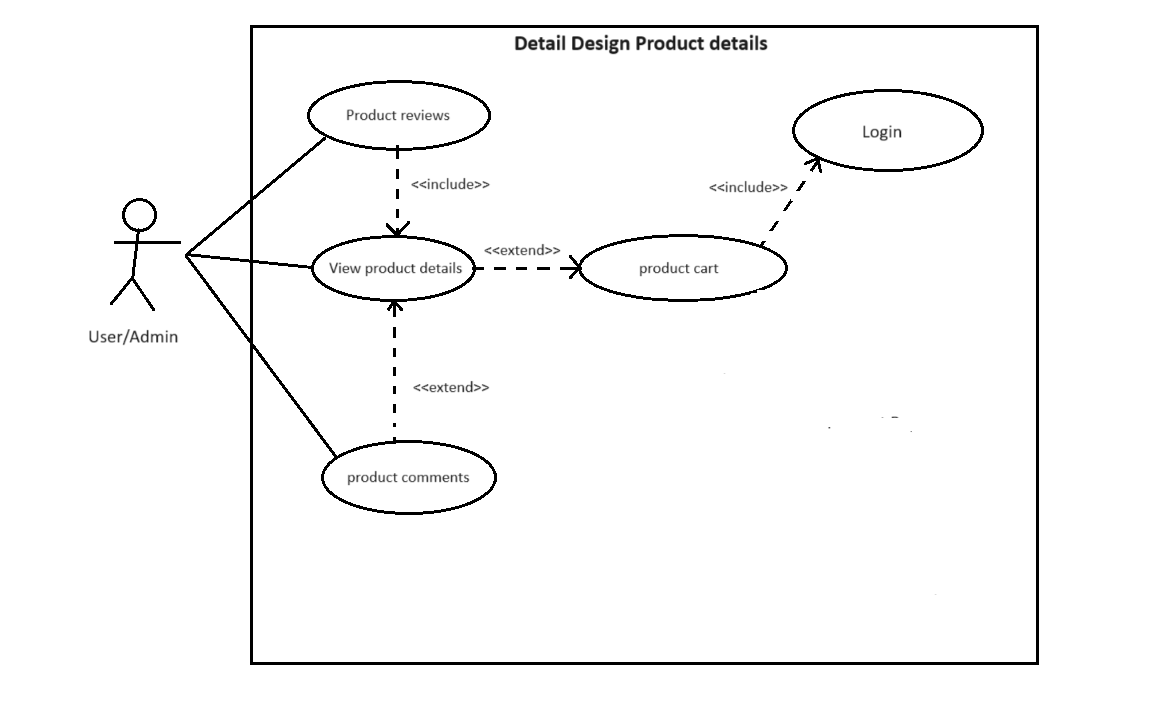 Detail Design Product details
Product reviews
Login
<<include>>
<<include>>
<<extend>>
View product details
product cart
User/Admin
<<extend>>
product comments